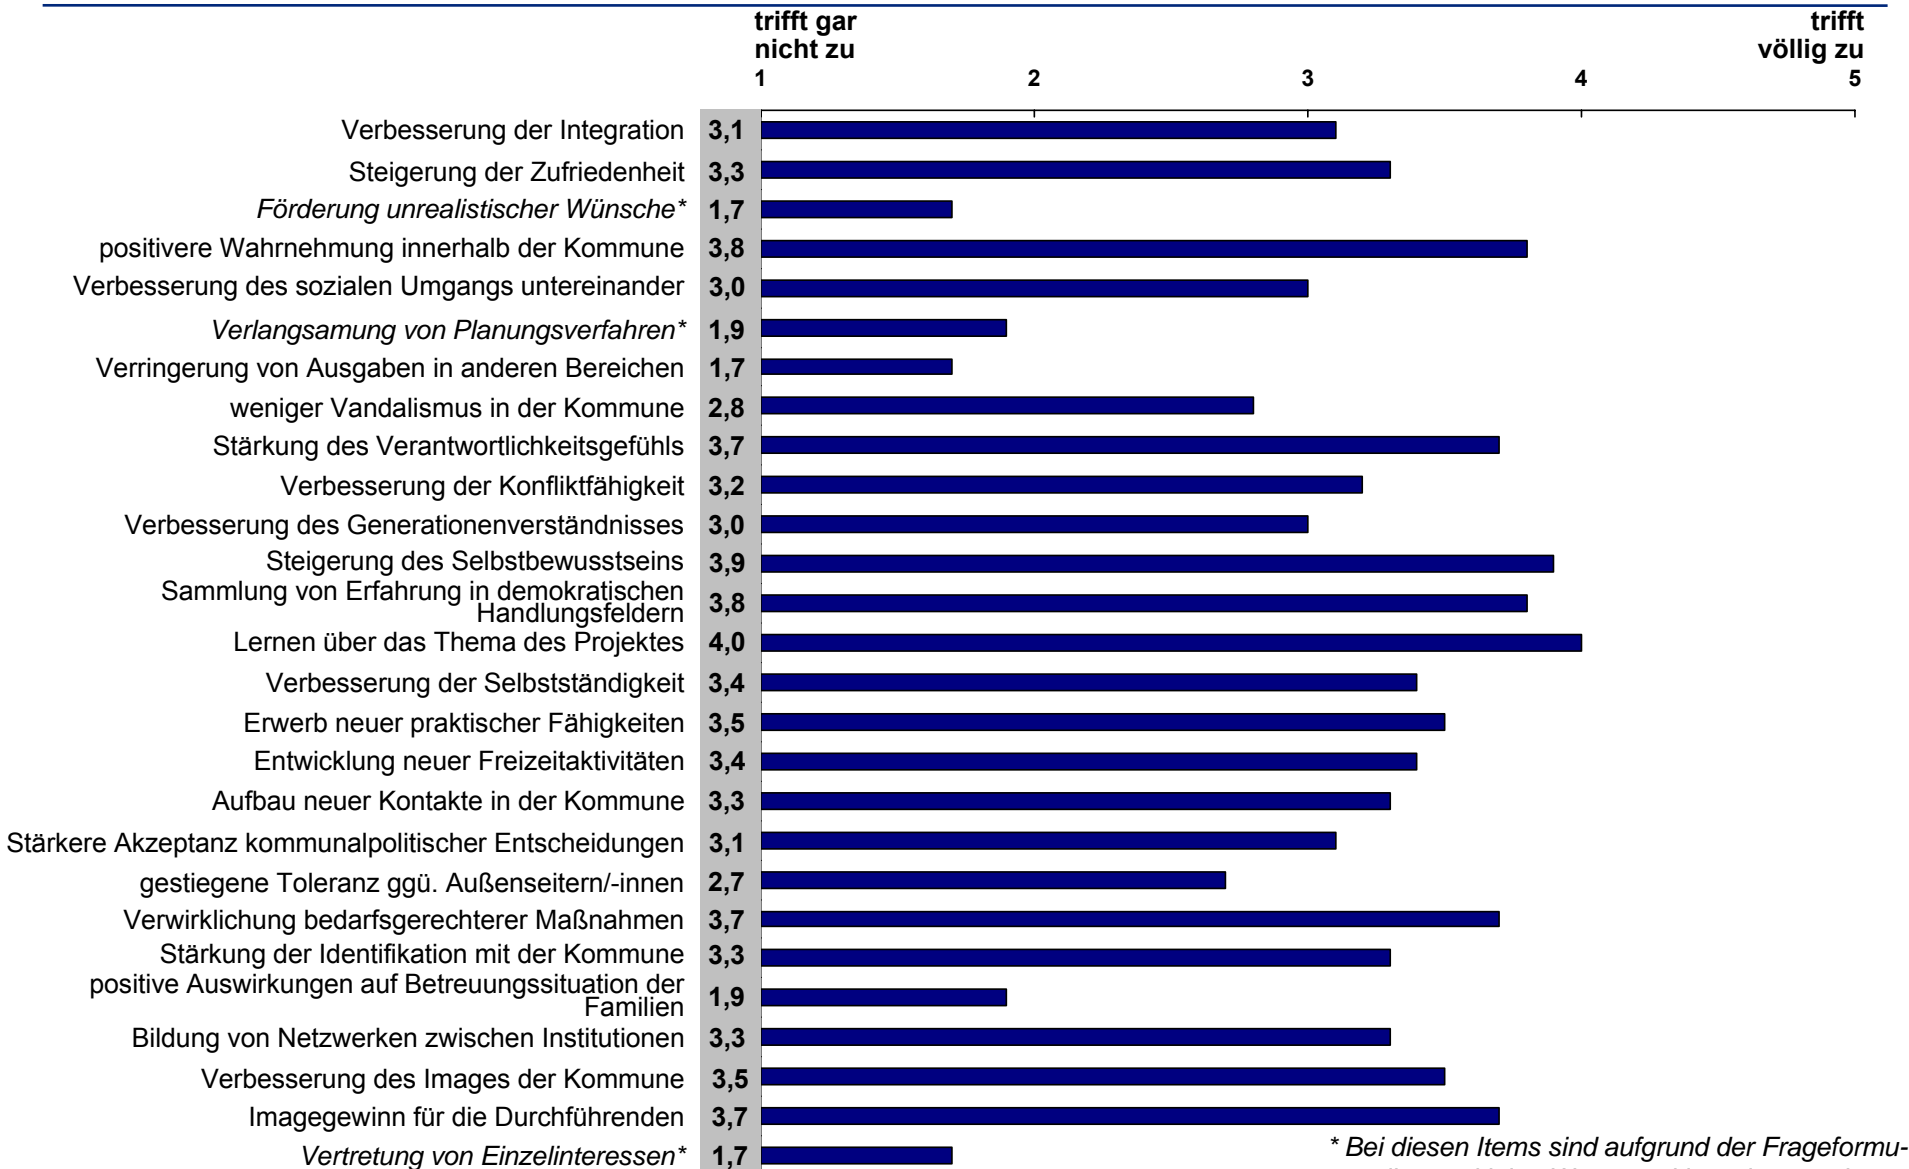 trifft gar
nicht zu
trifft
völlig zu
1 2 3 4 5
Verbesserung der Integration 3,1
Steigerung der Zufriedenheit 3,3
Förderung unrealistischer Wünsche* 1,7
positivere Wahrnehmung innerhalb der Kommune 3,8
Verbesserung des sozialen Umgangs untereinander 3,0
Verlangsamung von Planungsverfahren* 1,9
Verringerung von Ausgaben in anderen Bereichen 1,7
weniger Vandalismus in der Kommune 2,8
Stärkung des Verantwortlichkeitsgefühls 3,7
Verbesserung der Konfliktfähigkeit 3,2
Verbesserung des Generationenverständnisses 3,0
Steigerung des Selbstbewusstseins 3,9
Sammlung von Erfahrung in demokratischen
Handlungsfeldern 3,8
Lernen über das Thema des Projektes 4,0
Verbesserung der Selbstständigkeit 3,4
Erwerb neuer praktischer Fähigkeiten 3,5
Entwicklung neuer Freizeitaktivitäten 3,4
Aufbau neuer Kontakte in der Kommune 3,3
Stärkere Akzeptanz kommunalpolitischer Entscheidungen 3,1
gestiegene Toleranz ggü. Außenseitern/-innen 2,7
Verwirklichung bedarfsgerechterer Maßnahmen 3,7
Stärkung der Identifikation mit der Kommune 3,3
positive Auswirkungen auf Betreuungssituation der
Familien 1,9
Bildung von Netzwerken zwischen Institutionen 3,3
Verbesserung des Images der Kommune 3,5
Imagegewinn für die Durchführenden 3,7
Vertretung von Einzelinteressen* 1,7
* Bei diesen Items sind aufgrund der Frageformu-